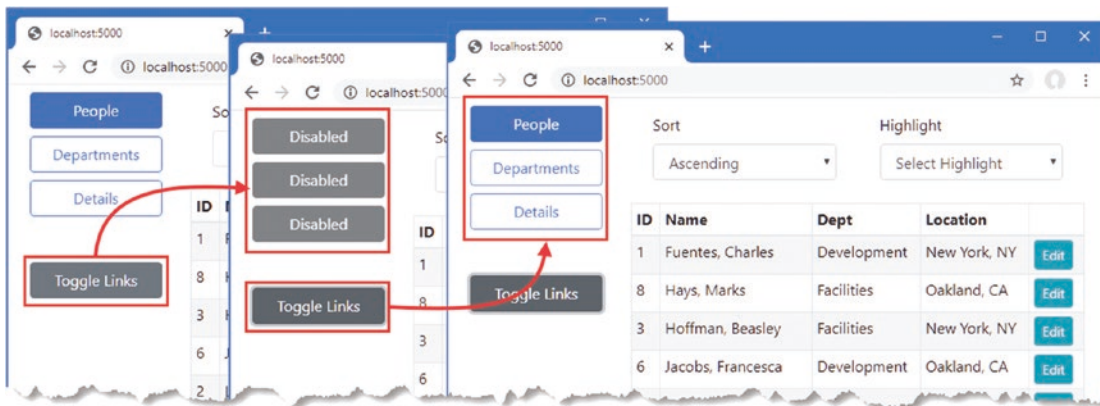 localhost:5000
localhost:5000
People
Departments
Details
Toggle Links
ID
1
8
3
6
2
localhost:5000
localhost:5000
Disabled
Disabled
Disabled
Toggle Links
ID
1
8
3
6
localhost:5000
localhost:5000
People
Departments
Details
Toggle Links
Sort
Highlight
Ascending
Select Highlight
ID Name Dept Location
1 Fuentes, Charles Development New York, NY Edit
8 Hays, Marks Facilities Oakland, CA Edit
3 Hoffman, Beasley Facilities New York, NY Edit
6 Jacobs, Francesca Development Oakland, CA Edit